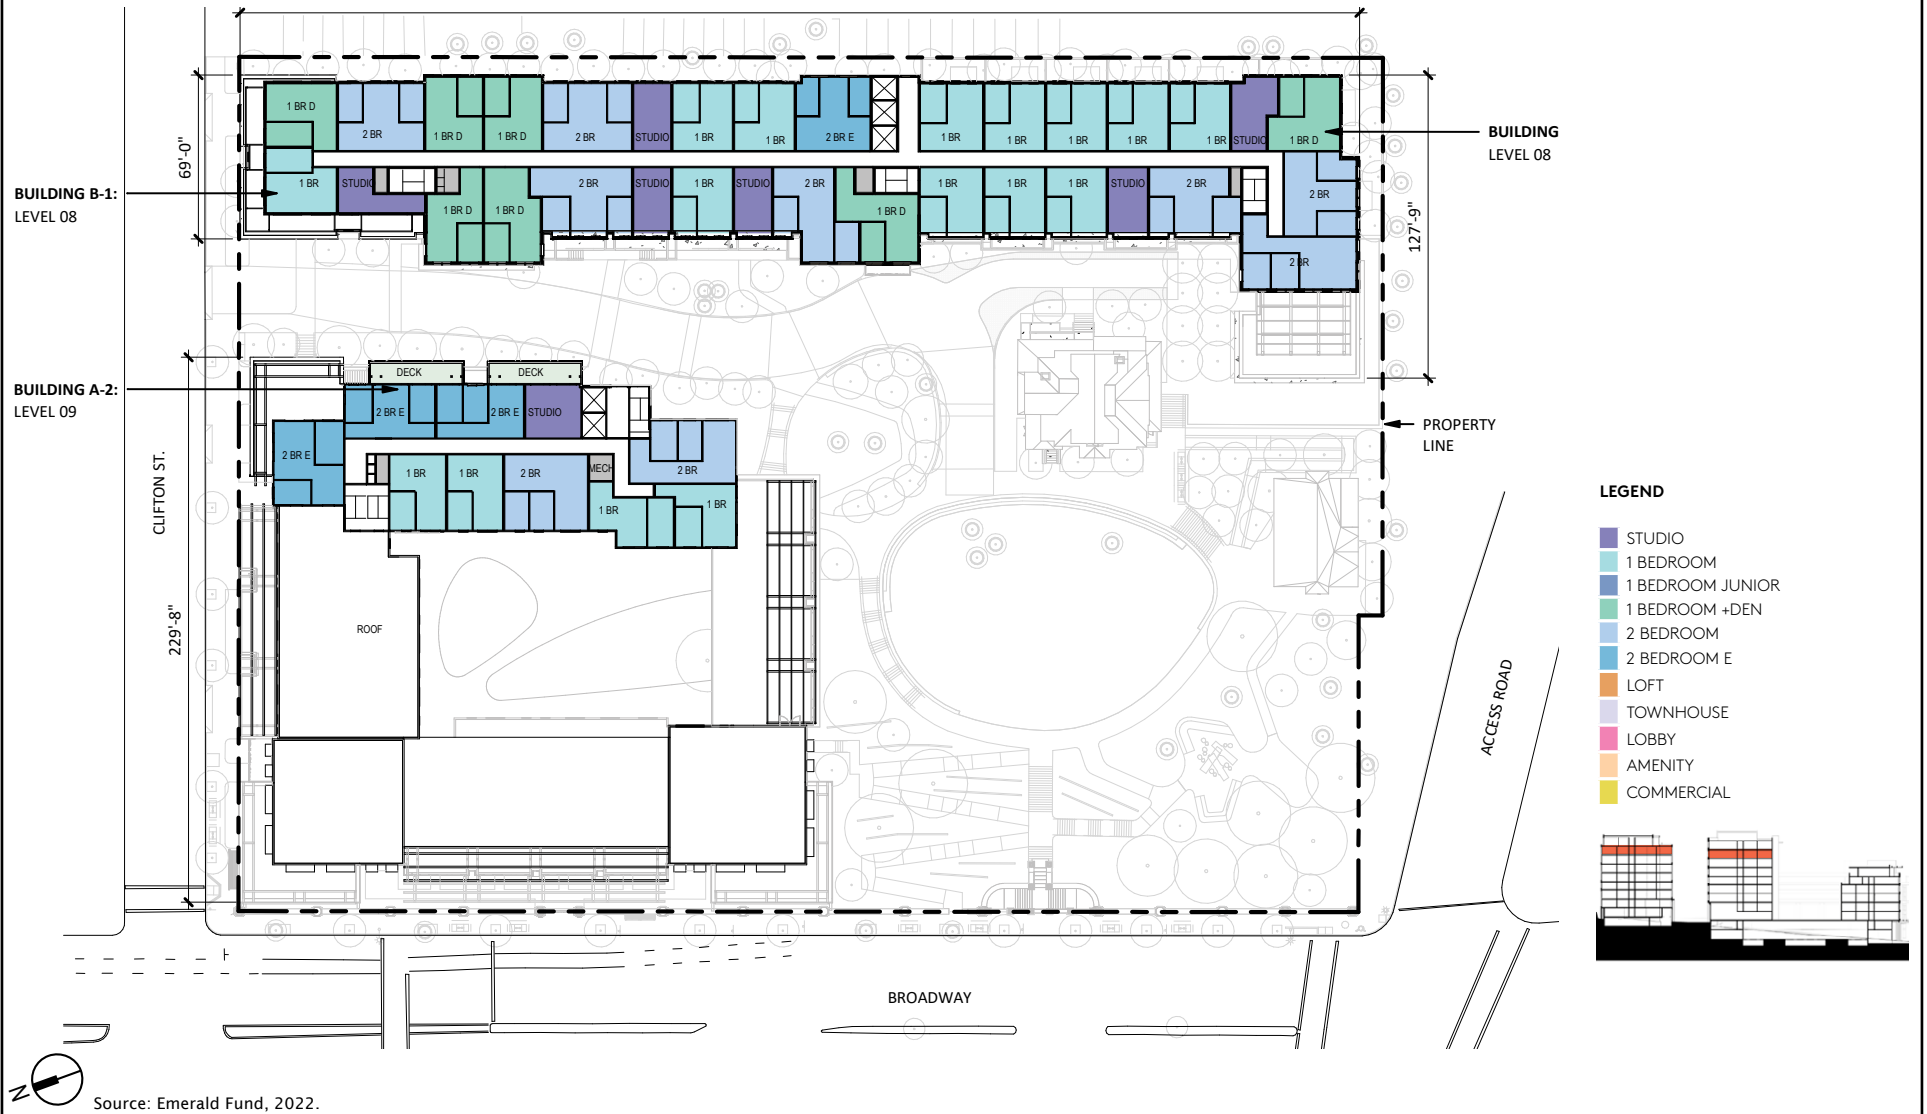 1 BR D
2 BR
1 BR D
1 BR D
2 BR
STUDIO
1 BR
1 BR
2 BR E
1 BR
1 BR
1 BR
1 BR
1 BR
STUDIO
1 BR D
BUILDING
LEVEL 08
69'-0"
BUILDING B-1:
LEVEL 08
1 BR
STUDIO
1 BR D
1 BR D
2 BR
STUDIO
1 BR
STUDIO
2 BR
1 BR D
1 BR
1 BR
1 BR
STUDIO
2 BR
2 BR
2 BR
127'-9"
BUILDING A-2:
LEVEL 09
DECK
DECK
2 BR E
2 BR E
STUDIO
2 BR E
1 BR
1 BR
2 BR
MECH
2 BR
1 BR
1 BR
PROPERTY
LINE
CLIFTON ST.
229'-8"
ROOF
ACCESS ROAD
LEGEND
STUDIO
1 BEDROOM
1 BEDROOM JUNIOR
1 BEDROOM +DEN
2 BEDROOM
2 BEDROOM E
LOFT
TOWNHOUSE
LOBBY
AMENITY
COMMERCIAL
BROADWAY
N
Source: Emerald Fund, 2022.